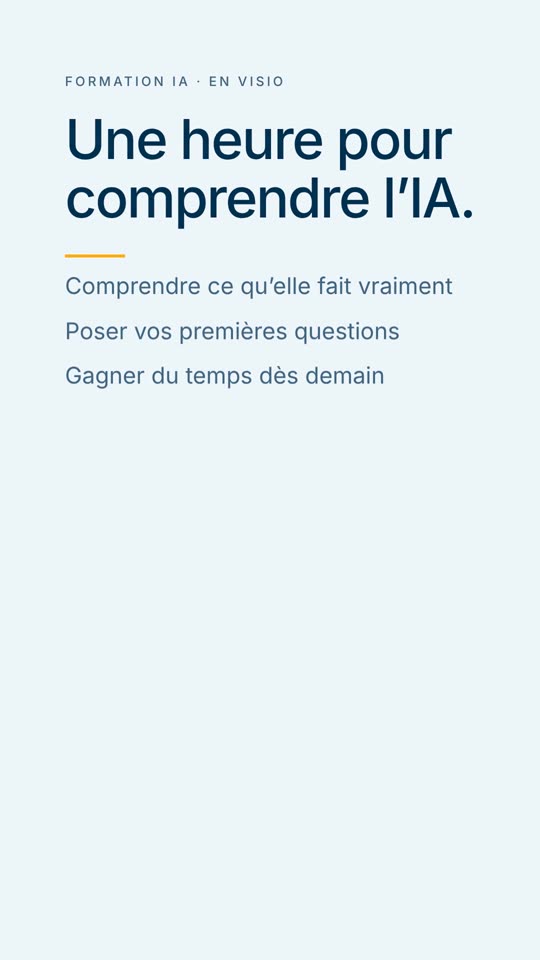 FORMATION IA · EN VISIO
Une heure pour
comprendre l’IA.
Comprendre ce qu’elle fait vraiment
Poser vos premières questions
Gagner du temps dès demain